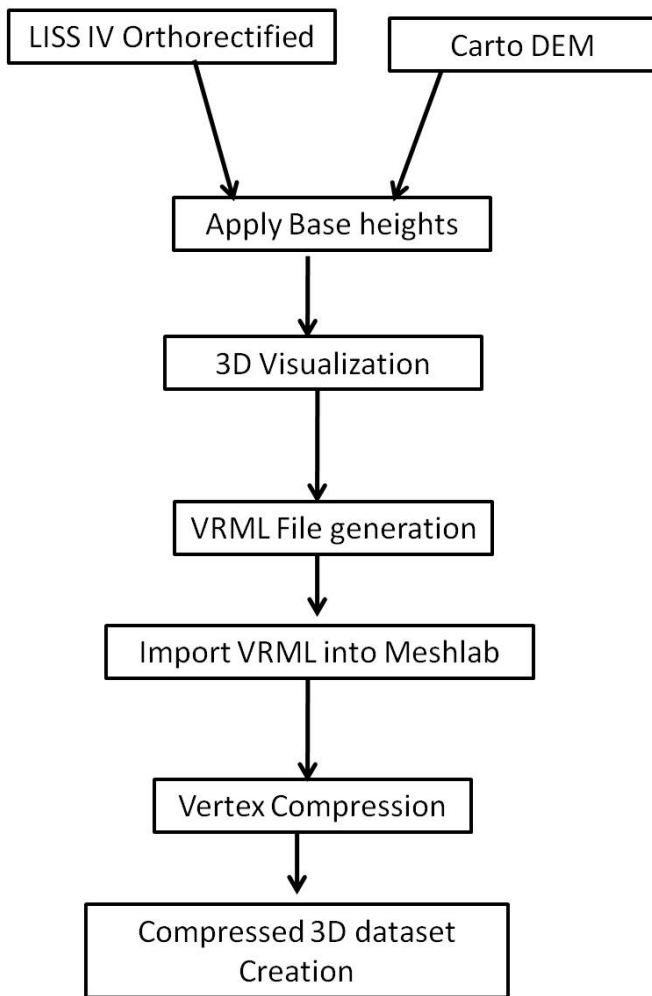 LISS IV Orthorectified
Carto DEM
Apply Base heights
3D Visualization
VRML File generation
Import VRML into Meshlab
Vertex Compression
Compressed 3D dataset
Creation